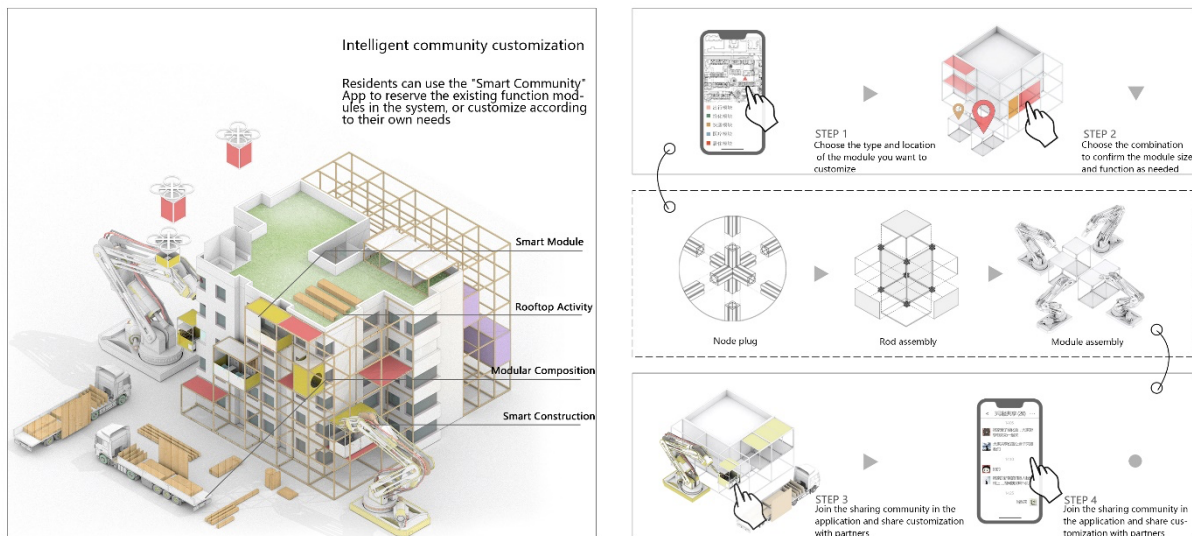 Intelligent community customization
Residents can use the "Smart Community"
App to reserve the existing function mod-
ules in the system, or customize according
to their own needs
Smart Module
Rooftop Activity
Modular Composition
Smart Construction
STEP 1
Choose the type and location
of the module you want to
customize
STEP 2
Choose the combination
to confirm the module size
and function as needed
Node plug
Rod assembly
Module assembly
STEP 3
Join the sharing community in the
application and share customization
with partners
STEP 4
Join the sharing community in
the application and share cus-
tomization with partners